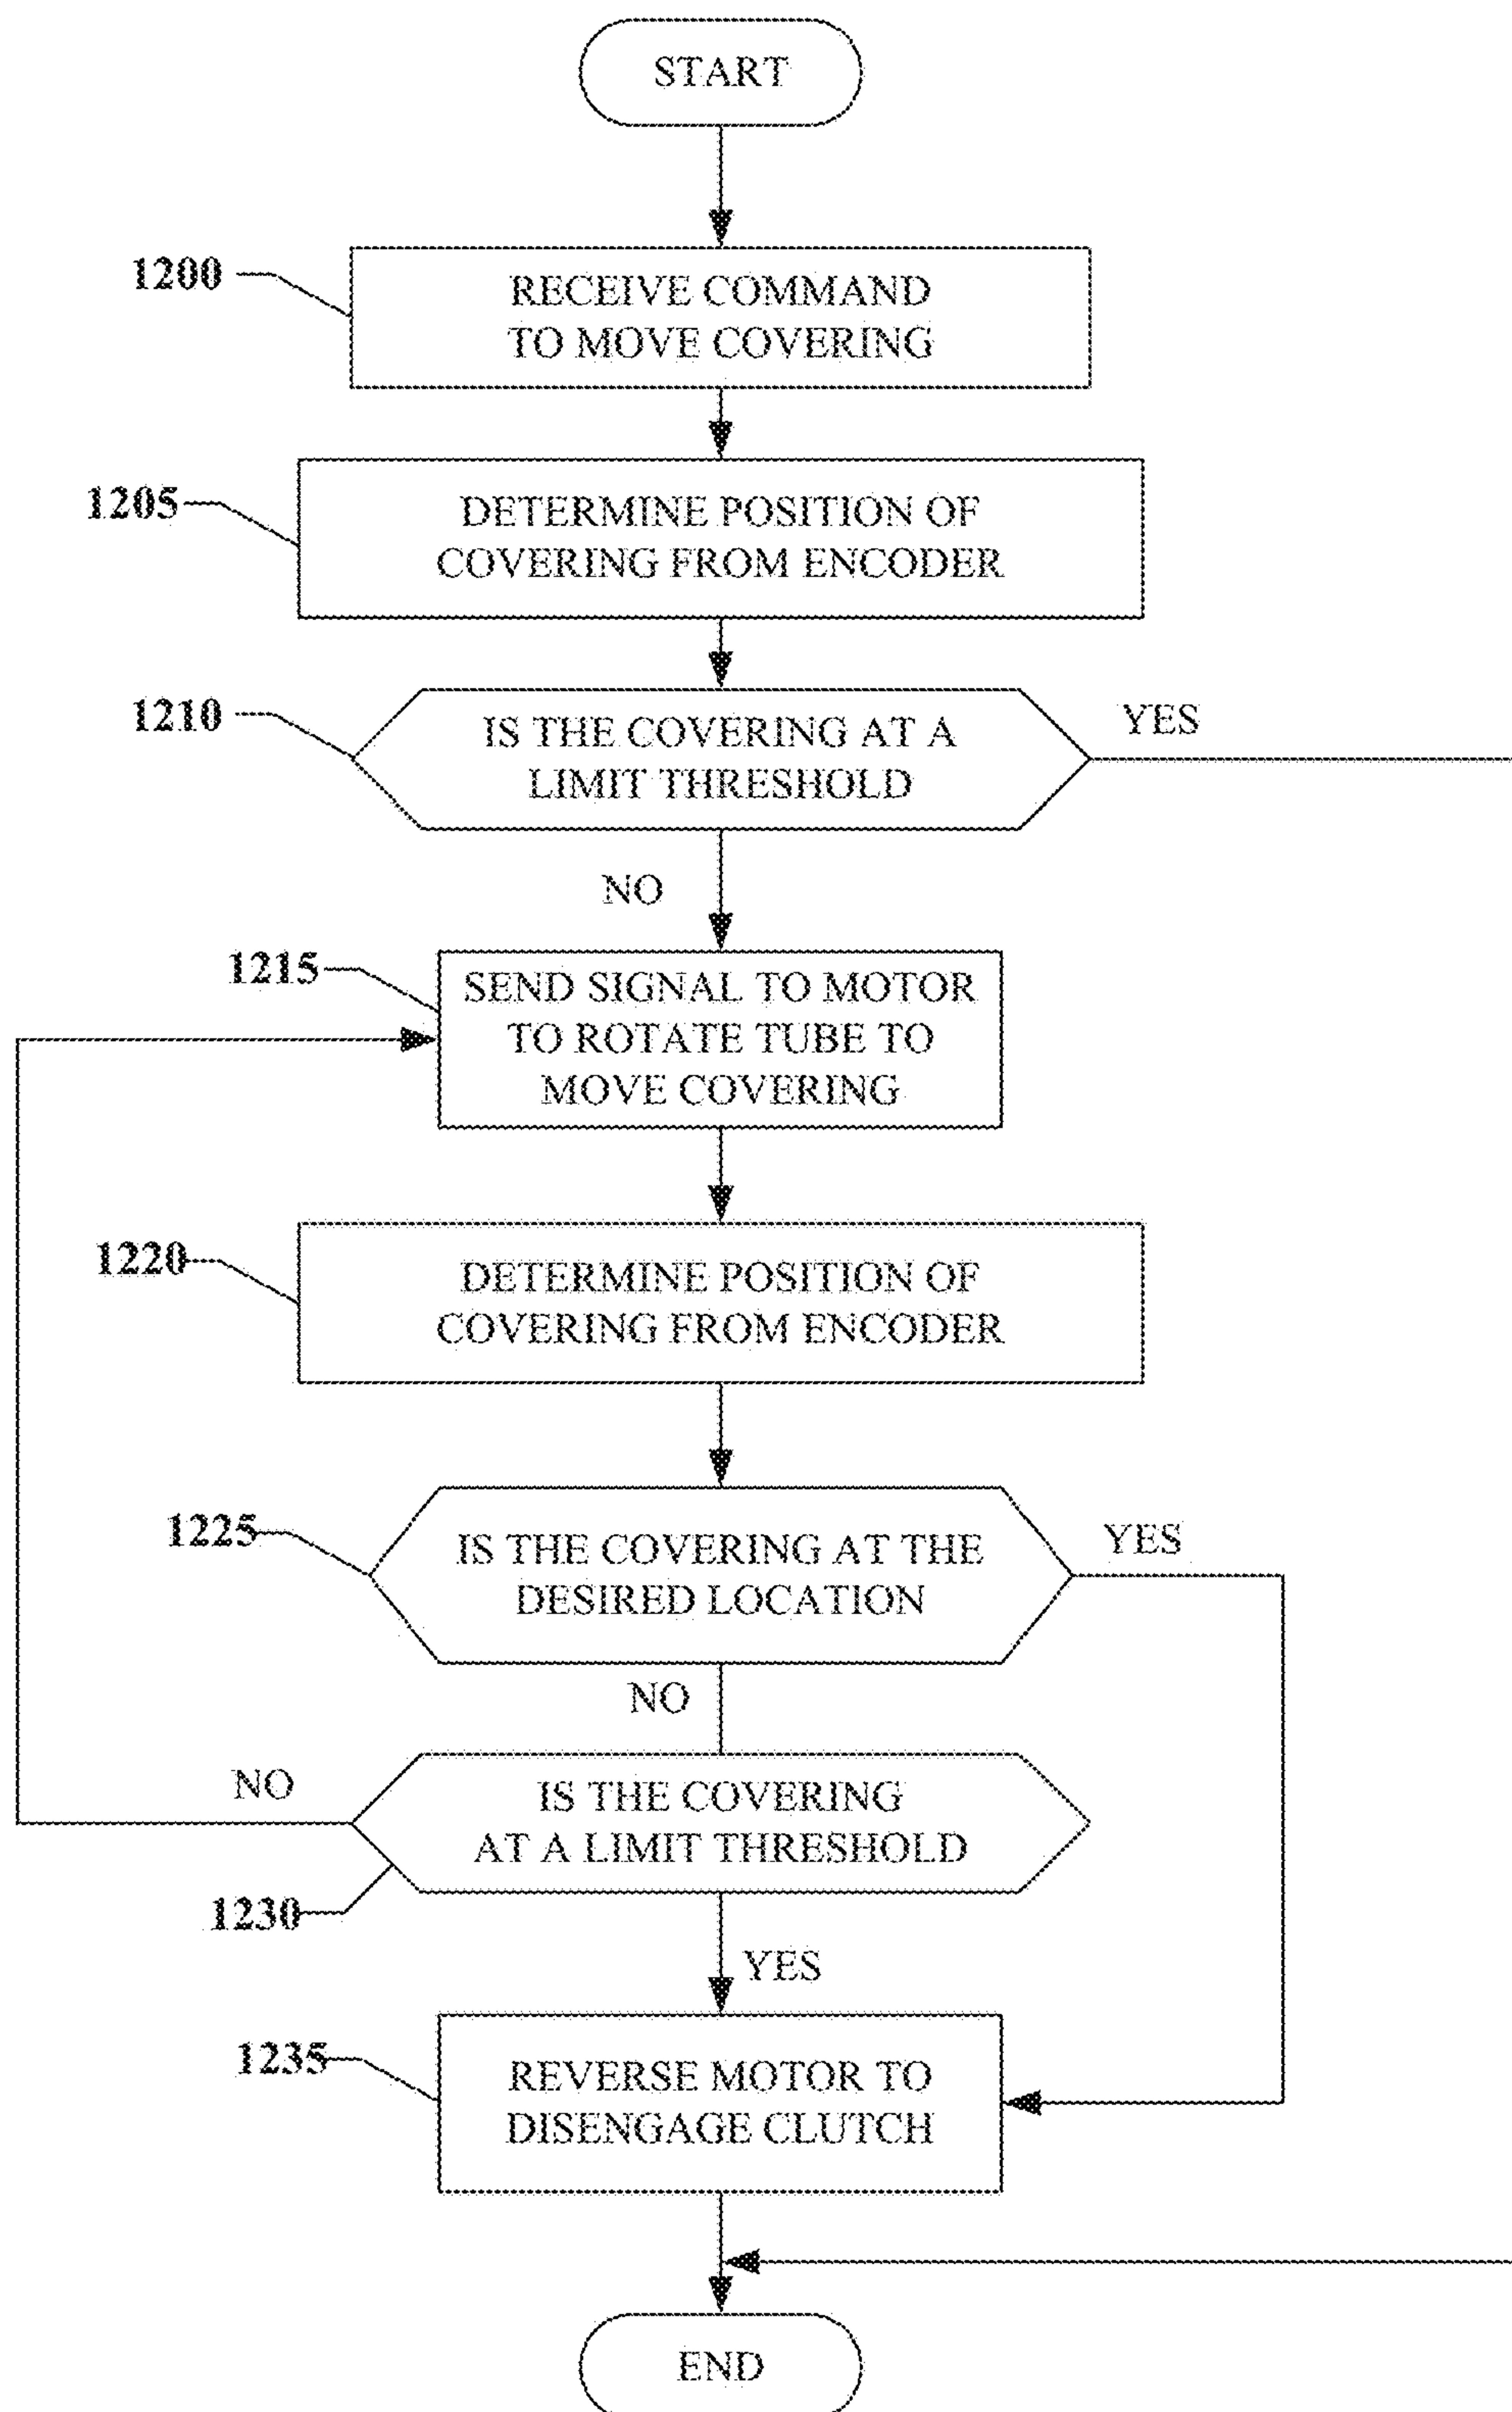 START
1200
RECEIVE COMMAND
TO MOVE COVERING
1205
DETERMINE POSITION OF
COVERING FROM ENCODER
1210
IS THE COVERING AT A
LIMIT THRESHOLD
YES
NO
1215
SEND SIGNAL TO MOTOR
TO ROTATE TUBE TO
MOVE COVERING
1220
DETERMINE POSITION OF
COVERING FROM ENCODER
1225
IS THE COVERING AT THE
DESIRED LOCATION
YES
NO
NO
IS THE COVERING
AT A LIMIT THRESHOLD
1230
YES
1235
REVERSE MOTOR TO
DISENGAGE CLUTCH
END